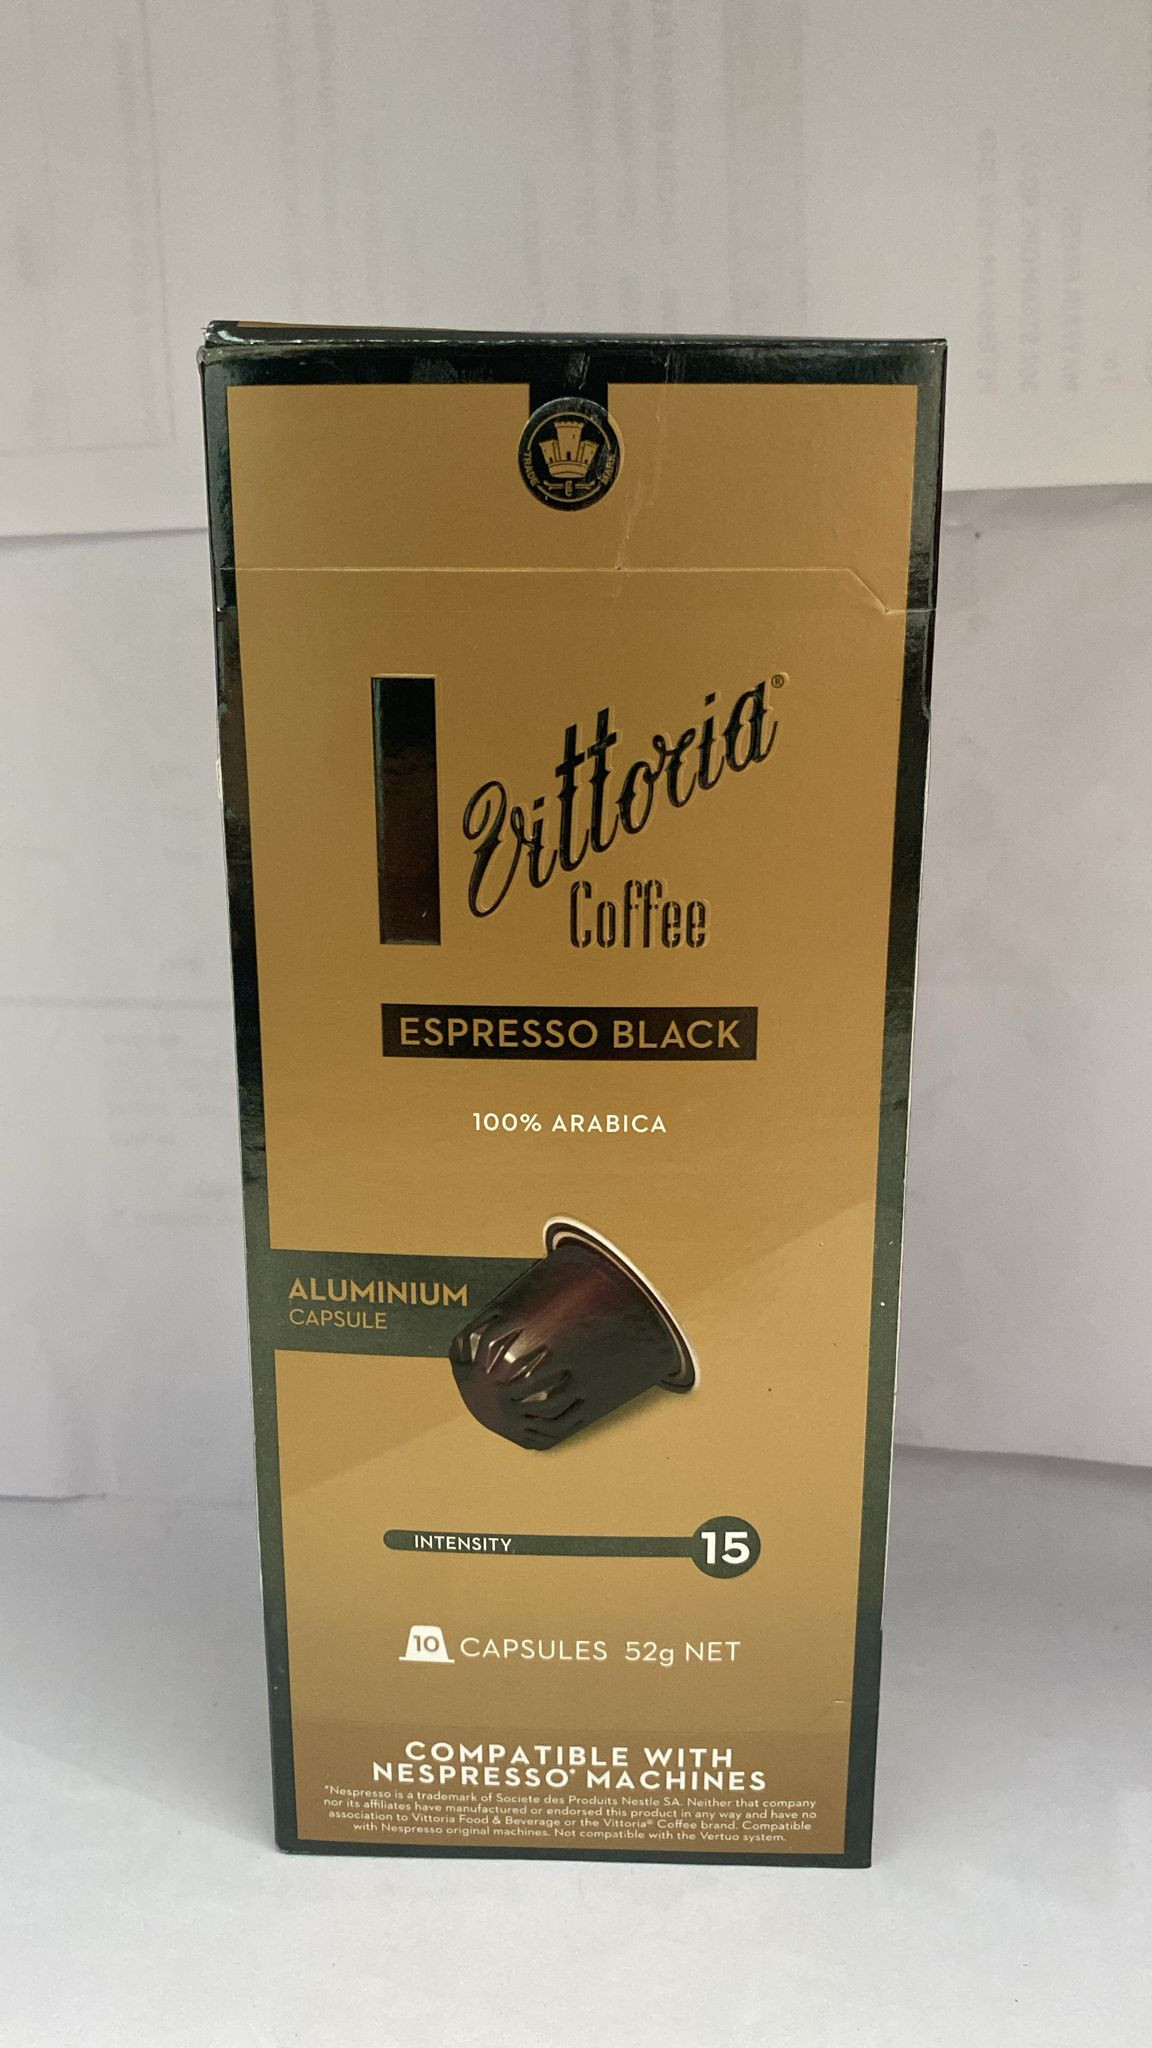 TRADE MARK
Vittoria®
Coffee
ESPRESSO BLACK
100% ARABICA
ALUMINIUM
CAPSULE
INTENSITY 15
10 CAPSULES 52g NET
COMPATIBLE WITH
NESPRESSO* MACHINES
*Nespresso is a trademark of Societe des Produits Nestle SA. Neither that company
nor its affiliates have manufactured or endorsed this product in any way and have no
association to Vittoria Food & Beverage or the Vittoria® Coffee brand. Compatible
with Nespresso original machines. Not compatible with the Vertuo system.